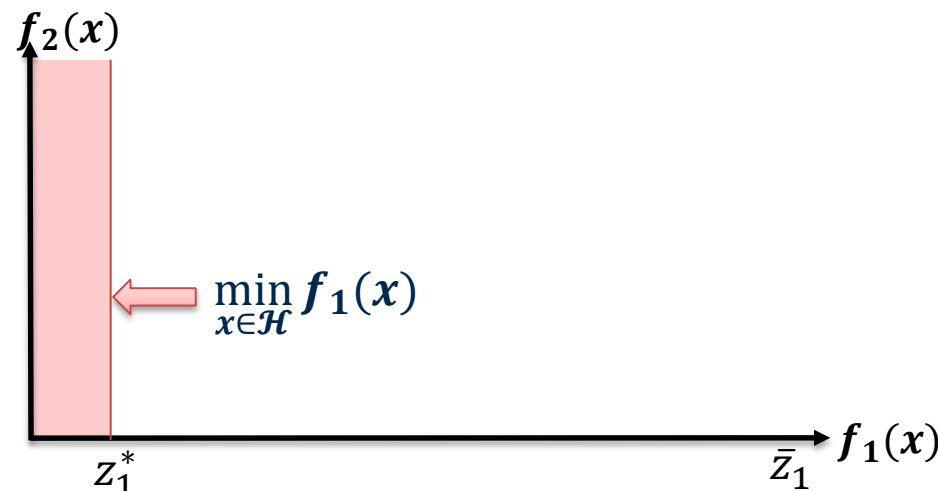 f₂(x)
min f₁(x)
x∈ℋ
z₁* z̄₁ f₁(x)